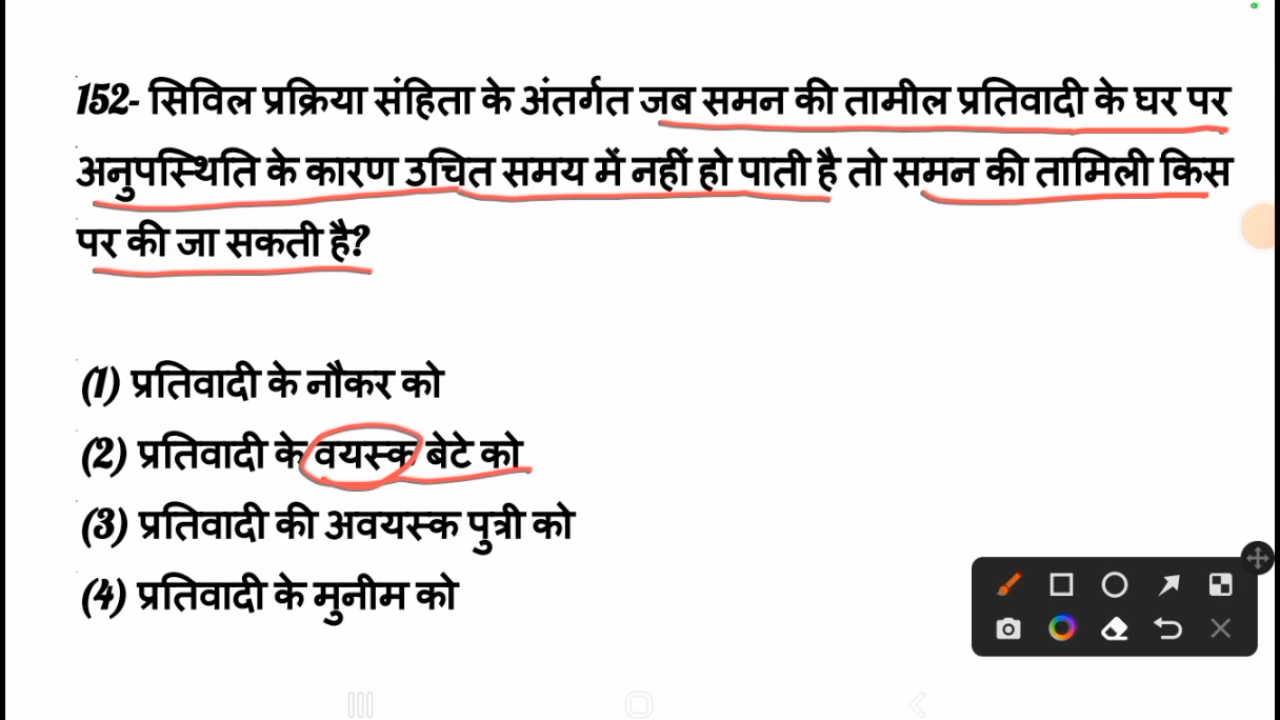 152- सिविल प्रक्रिया संहिता के अंतर्गत जब समन की तामील प्रतिवादी के घर पर
अनुपस्थिति के कारण उचित समय में नहीं हो पाती है तो समन की तामिली किस
पर की जा सकती है?
(1) प्रतिवादी के नौकर को
(2) प्रतिवादी के वयस्क बेटे को
(3) प्रतिवादी की अवयस्क पुत्री को
(4) प्रतिवादी के मुनीम को